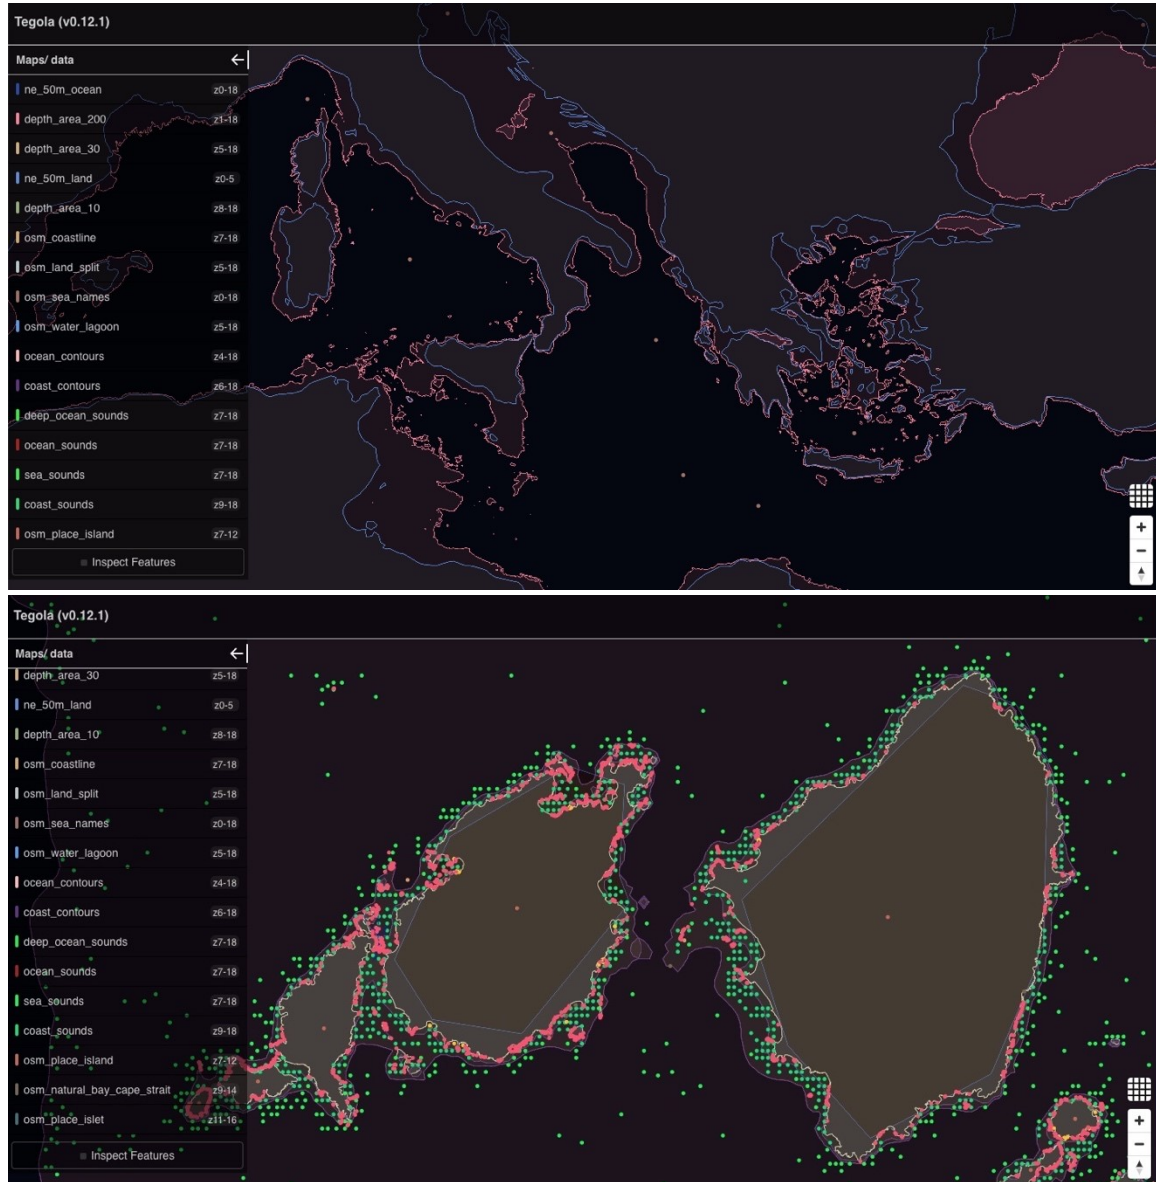 Tegola (v0.12.1)
Maps/ data
ne_50m_ocean z0-18
depth_area_200 z1-18
depth_area_30 z5-18
ne_50m_land z0-5
depth_area_10 z8-18
osm_coastline z7-18
osm_land_split z5-18
osm_sea_names z0-18
osm_water_lagoon z5-18
ocean_contours z4-18
coast_contours z6-18
deep_ocean_sounds z7-18
ocean_sounds z7-18
sea_sounds z7-18
coast_sounds z9-18
osm_place_island z7-12
Inspect Features
Tegola (v0.12.1)
Maps/ data
depth_area_30 z5-18
ne_50m_land z0-5
depth_area_10 z8-18
osm_coastline z7-18
osm_land_split z5-18
osm_sea_names z0-18
osm_water_lagoon z5-18
ocean_contours z4-18
coast_contours z6-18
deep_ocean_sounds z7-18
ocean_sounds z7-18
sea_sounds z7-18
coast_sounds z9-18
osm_place_island z7-12
osm_natural_bay_cape_strait z9-14
osm_place_islet z11-16
Inspect Features